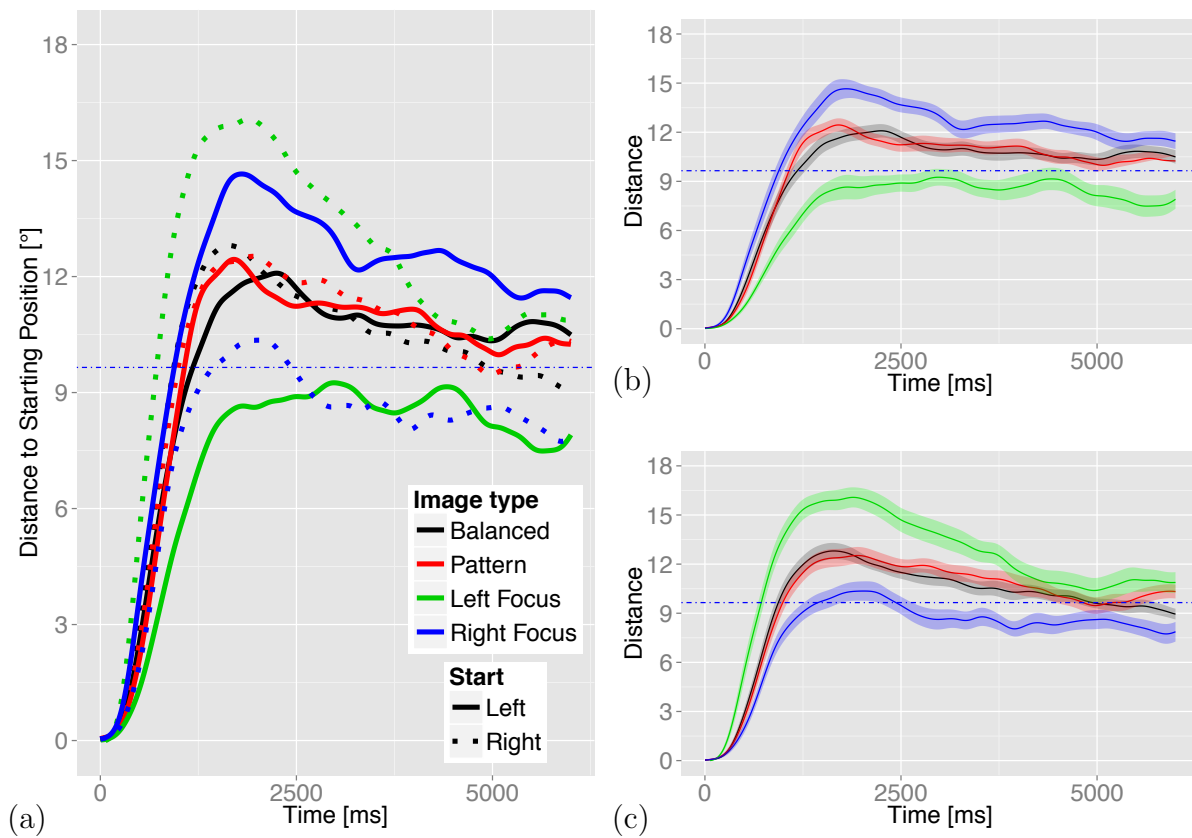 18
15
12
9
6
3
0
Distance to Starting Position [°]
Image type
Balanced
Pattern
Left Focus
Right Focus
Start
Left
Right
0
2500
5000
Time [ms]
(a)
18
15
12
9
6
3
0
Distance
0
2500
5000
Time [ms]
(b)
18
15
12
9
6
3
0
Distance
0
2500
5000
Time [ms]
(c)